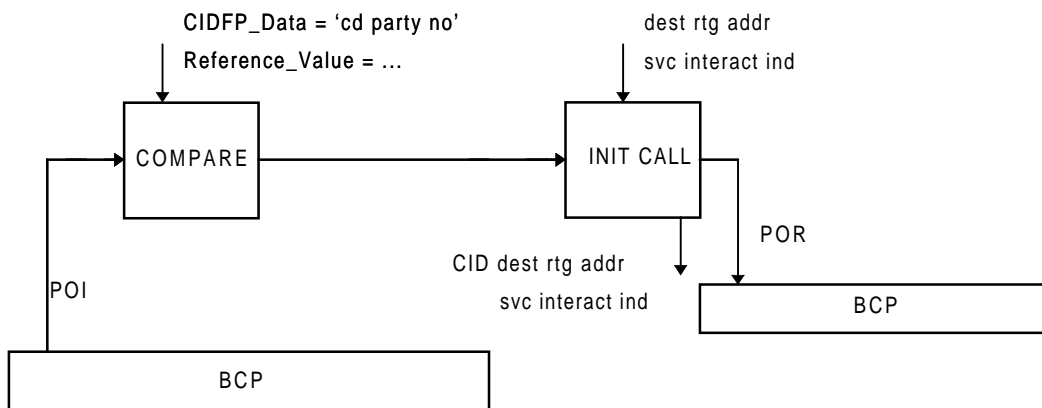 CIDFP_Data = ‘cd party no’
Reference_Value = ...
dest rtg addr
svc interact ind
COMPARE
INIT CALL
POR
CID dest rtg addr
svc interact ind
POI
BCP
BCP